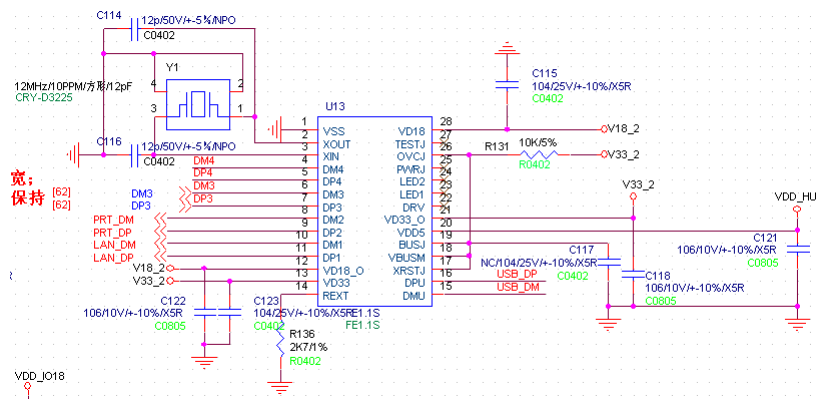 C114
12p/50V/+-5%/NPO
C0402
Y1
4
2
12MHz/10PPM/方形/12pF
CRY-D3225
3
1
C116
12p/50V/+-5%/NPO
C0402
C115
104/25V/+-10%/X5R
C0402
U13
1 VSS
2 XOUT
3 XIN
4 DM4
5 DP4
6 DM3
7 DP3
8 DM2
9 DP2
10 DM1
11 DP1
12 VD18_O
13 VD33
14 REXT
28 VD18
27 TESTJ
26 OVCJ
25 PWRJ
24 LED2
23 LED1
22 DRV
21 VD33_O
20 VDD5
19 BUSJ
18 VBUSM
17 XRSTJ
16 DPU
15 DMU
FE1.1S
FE1.1S
V18_2
R131
10K/5%
R0402
V33_2
DM4
DP4
DM3
DP3
宽;
保持
[62]
[62]
DM3
DP3
PRT_DM
PRT_DP
LAN_DM
LAN_DP
V18_2
V33_2
V33_2
VDD_HU
C117
NC/104/25V/+-10%/X5R
C0402
C118
106/10V/+-10%/X5R
C0805
C121
106/10V/+-10%/X5R
C0805
USB_DP
USB_DM
C122
106/10V/+-10%/X5R
C0805
C123
104/25V/+-10%/X5R
C0402
R136
2K7/1%
R0402
VDD_IO18